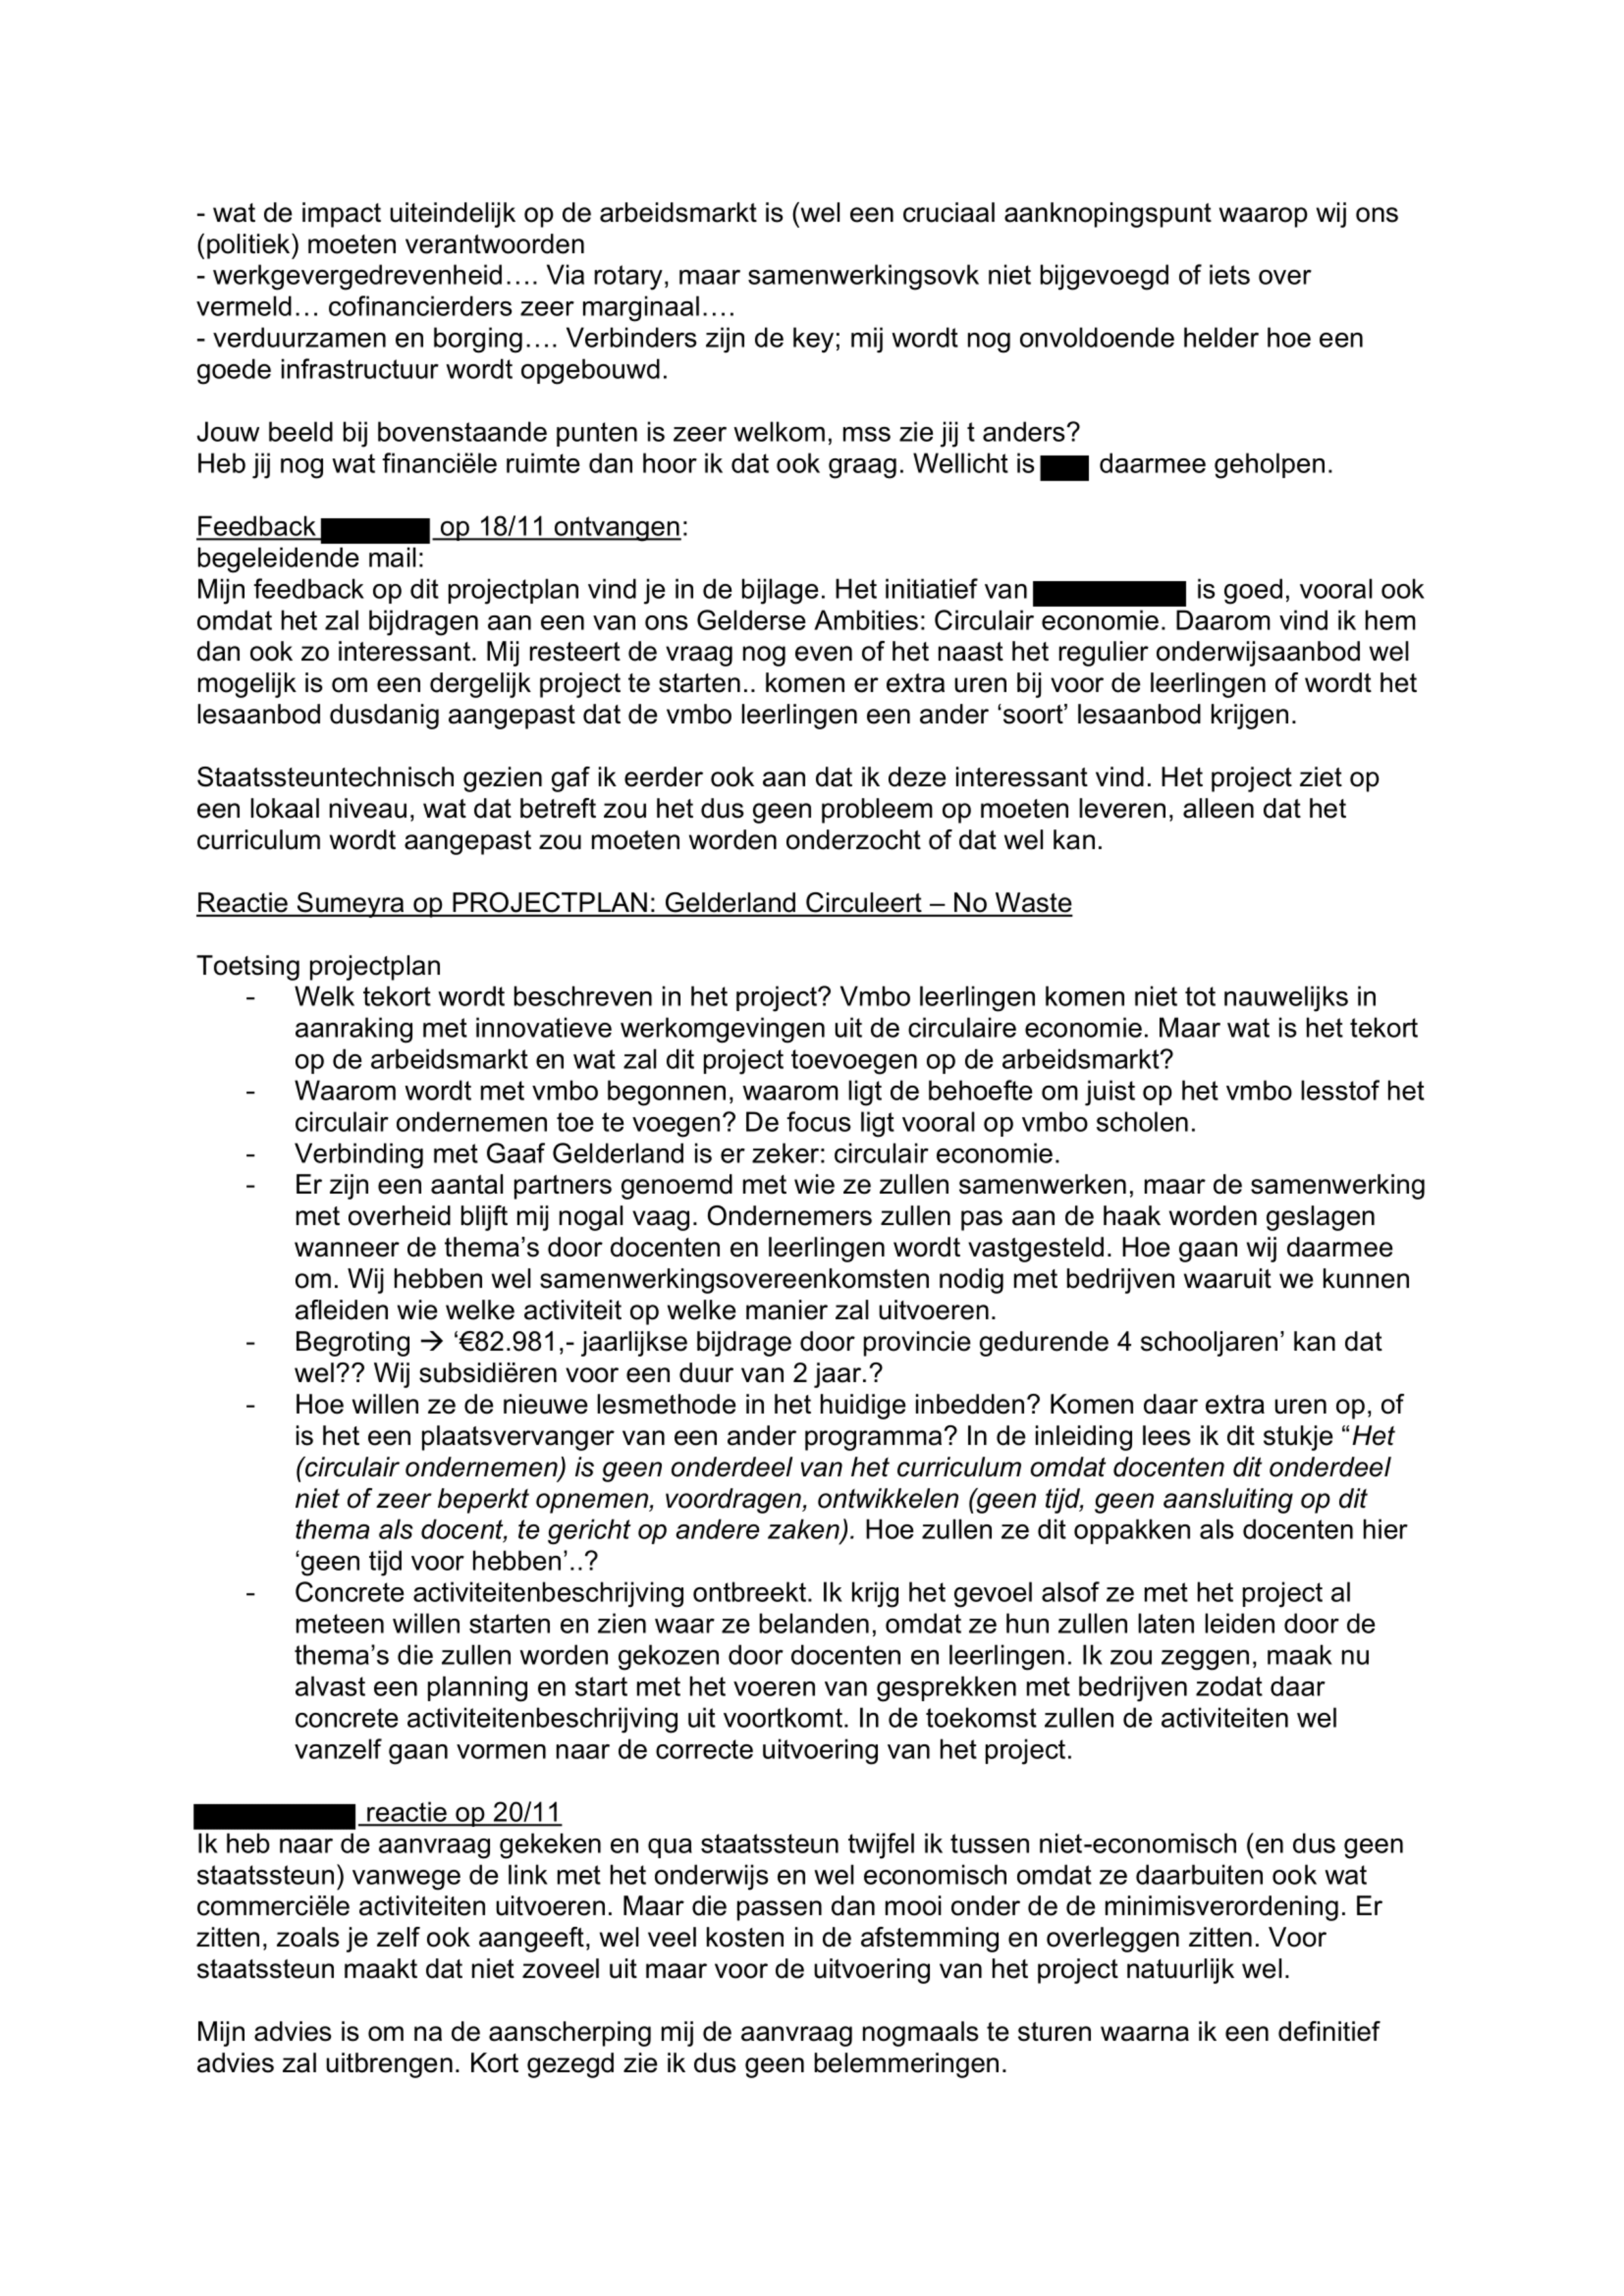 - wat de impact uiteindelijk op de arbeidsmarkt is (wel een cruciaal aanknopingspunt waarop wij ons
(politiek) moeten verantwoorden
- werkgevergedrevenheid…. Via rotary, maar samenwerkingsovk niet bijgevoegd of iets over
vermeld… cofinancierders zeer marginaal….
- verduurzamen en borging…. Verbinders zijn de key; mij wordt nog onvoldoende helder hoe een
goede infrastructuur wordt opgebouwd.

Jouw beeld bij bovenstaande punten is zeer welkom, mss zie jij t anders?
Heb jij nog wat financiële ruimte dan hoor ik dat ook graag. Wellicht is daarmee geholpen.

Feedback op 18/11 ontvangen:
begeleidende mail:
Mijn feedback op dit projectplan vind je in de bijlage. Het initiatief van is goed, vooral ook
omdat het zal bijdragen aan een van ons Gelderse Ambities: Circulair economie. Daarom vind ik hem
dan ook zo interessant. Mij resteert de vraag nog even of het naast het regulier onderwijsaanbod wel
mogelijk is om een dergelijk project te starten.. komen er extra uren bij voor de leerlingen of wordt het
lesaanbod dusdanig aangepast dat de vmbo leerlingen een ander ‘soort’ lesaanbod krijgen.

Staatssteuntechnisch gezien gaf ik eerder ook aan dat ik deze interessant vind. Het project ziet op
een lokaal niveau, wat dat betreft zou het dus geen probleem op moeten leveren, alleen dat het
curriculum wordt aangepast zou moeten worden onderzocht of dat wel kan.

Reactie Sumeyra op PROJECTPLAN: Gelderland Circuleert – No Waste

Toetsing projectplan
- Welk tekort wordt beschreven in het project? Vmbo leerlingen komen niet tot nauwelijks in
aanraking met innovatieve werkomgevingen uit de circulaire economie. Maar wat is het tekort
op de arbeidsmarkt en wat zal dit project toevoegen op de arbeidsmarkt?
- Waarom wordt met vmbo begonnen, waarom ligt de behoefte om juist op het vmbo lesstof het
circulair ondernemen toe te voegen? De focus ligt vooral op vmbo scholen.
- Verbinding met Gaaf Gelderland is er zeker: circulair economie.
- Er zijn een aantal partners genoemd met wie ze zullen samenwerken, maar de samenwerking
met overheid blijft mij nogal vaag. Ondernemers zullen pas aan de haak worden geslagen
wanneer de thema’s door docenten en leerlingen wordt vastgesteld. Hoe gaan wij daarmee
om. Wij hebben wel samenwerkingsovereenkomsten nodig met bedrijven waaruit we kunnen
afleiden wie welke activiteit op welke manier zal uitvoeren.
- Begroting → ‘€82.981,- jaarlijkse bijdrage door provincie gedurende 4 schooljaren’ kan dat
wel?? Wij subsidiëren voor een duur van 2 jaar.?
- Hoe willen ze de nieuwe lesmethode in het huidige inbedden? Komen daar extra uren op, of
is het een plaatsvervanger van een ander programma? In de inleiding lees ik dit stukje “Het
(circulair ondernemen) is geen onderdeel van het curriculum omdat docenten dit onderdeel
niet of zeer beperkt opnemen, voordragen, ontwikkelen (geen tijd, geen aansluiting op dit
thema als docent, te gericht op andere zaken). Hoe zullen ze dit oppakken als docenten hier
‘geen tijd voor hebben’..?
- Concrete activiteitenbeschrijving ontbreekt. Ik krijg het gevoel alsof ze met het project al
meteen willen starten en zien waar ze belanden, omdat ze hun zullen laten leiden door de
thema’s die zullen worden gekozen door docenten en leerlingen. Ik zou zeggen, maak nu
alvast een planning en start met het voeren van gesprekken met bedrijven zodat daar
concrete activiteitenbeschrijving uit voortkomt. In de toekomst zullen de activiteiten wel
vanzelf gaan vormen naar de correcte uitvoering van het project.

reactie op 20/11
Ik heb naar de aanvraag gekeken en qua staatssteun twijfel ik tussen niet-economisch (en dus geen
staatssteun) vanwege de link met het onderwijs en wel economisch omdat ze daarbuiten ook wat
commerciële activiteiten uitvoeren. Maar die passen dan mooi onder de de minimisverordening. Er
zitten, zoals je zelf ook aangeeft, wel veel kosten in de afstemming en overleggen zitten. Voor
staatssteun maakt dat niet zoveel uit maar voor de uitvoering van het project natuurlijk wel.

Mijn advies is om na de aanscherping mij de aanvraag nogmaals te sturen waarna ik een definitief
advies zal uitbrengen. Kort gezegd zie ik dus geen belemmeringen.